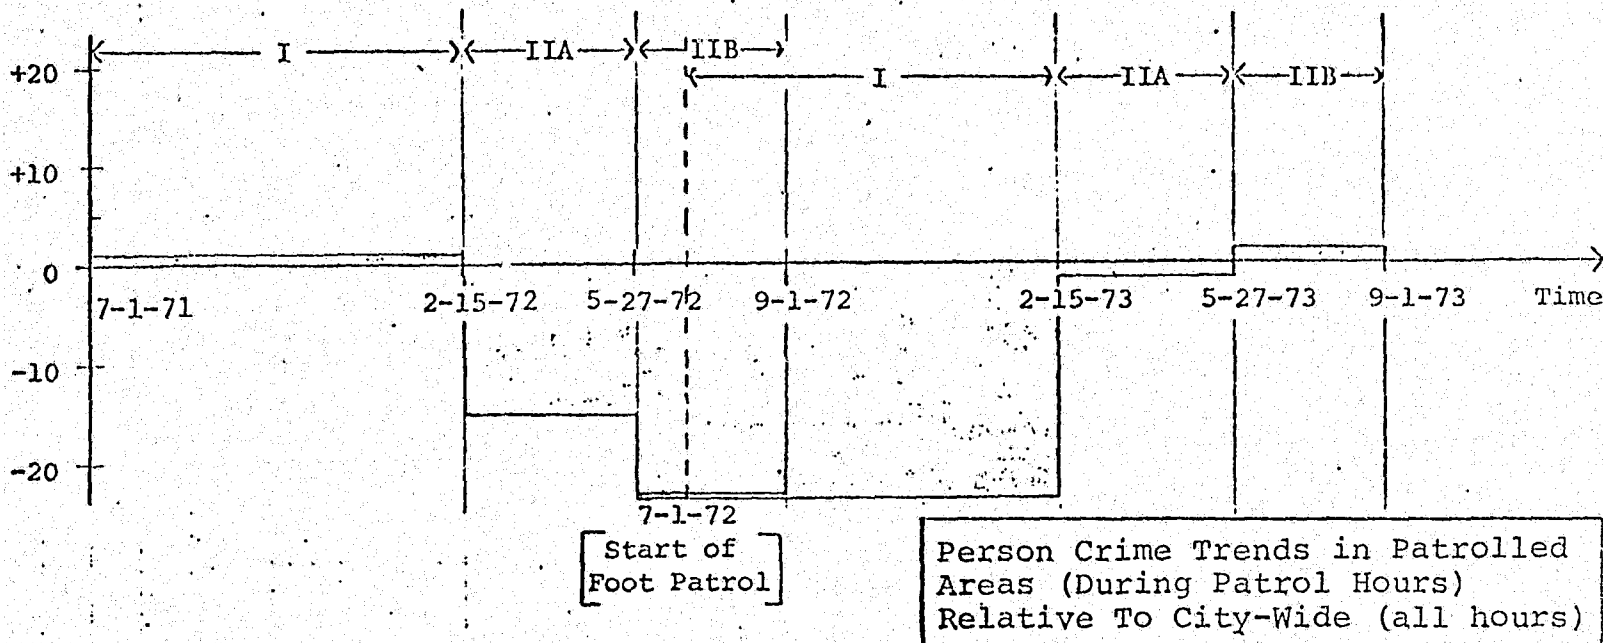 I IIA IIB
+20 I IIA IIB
+10
0
7-1-71 2-15-72 5-27-72 9-1-72 2-15-73 5-27-73 9-1-73 Time
-10
-20
7-1-72
[Start of
Foot Patrol]
Person Crime Trends in Patrolled
Areas (During Patrol Hours)
Relative To City-Wide (all hours)